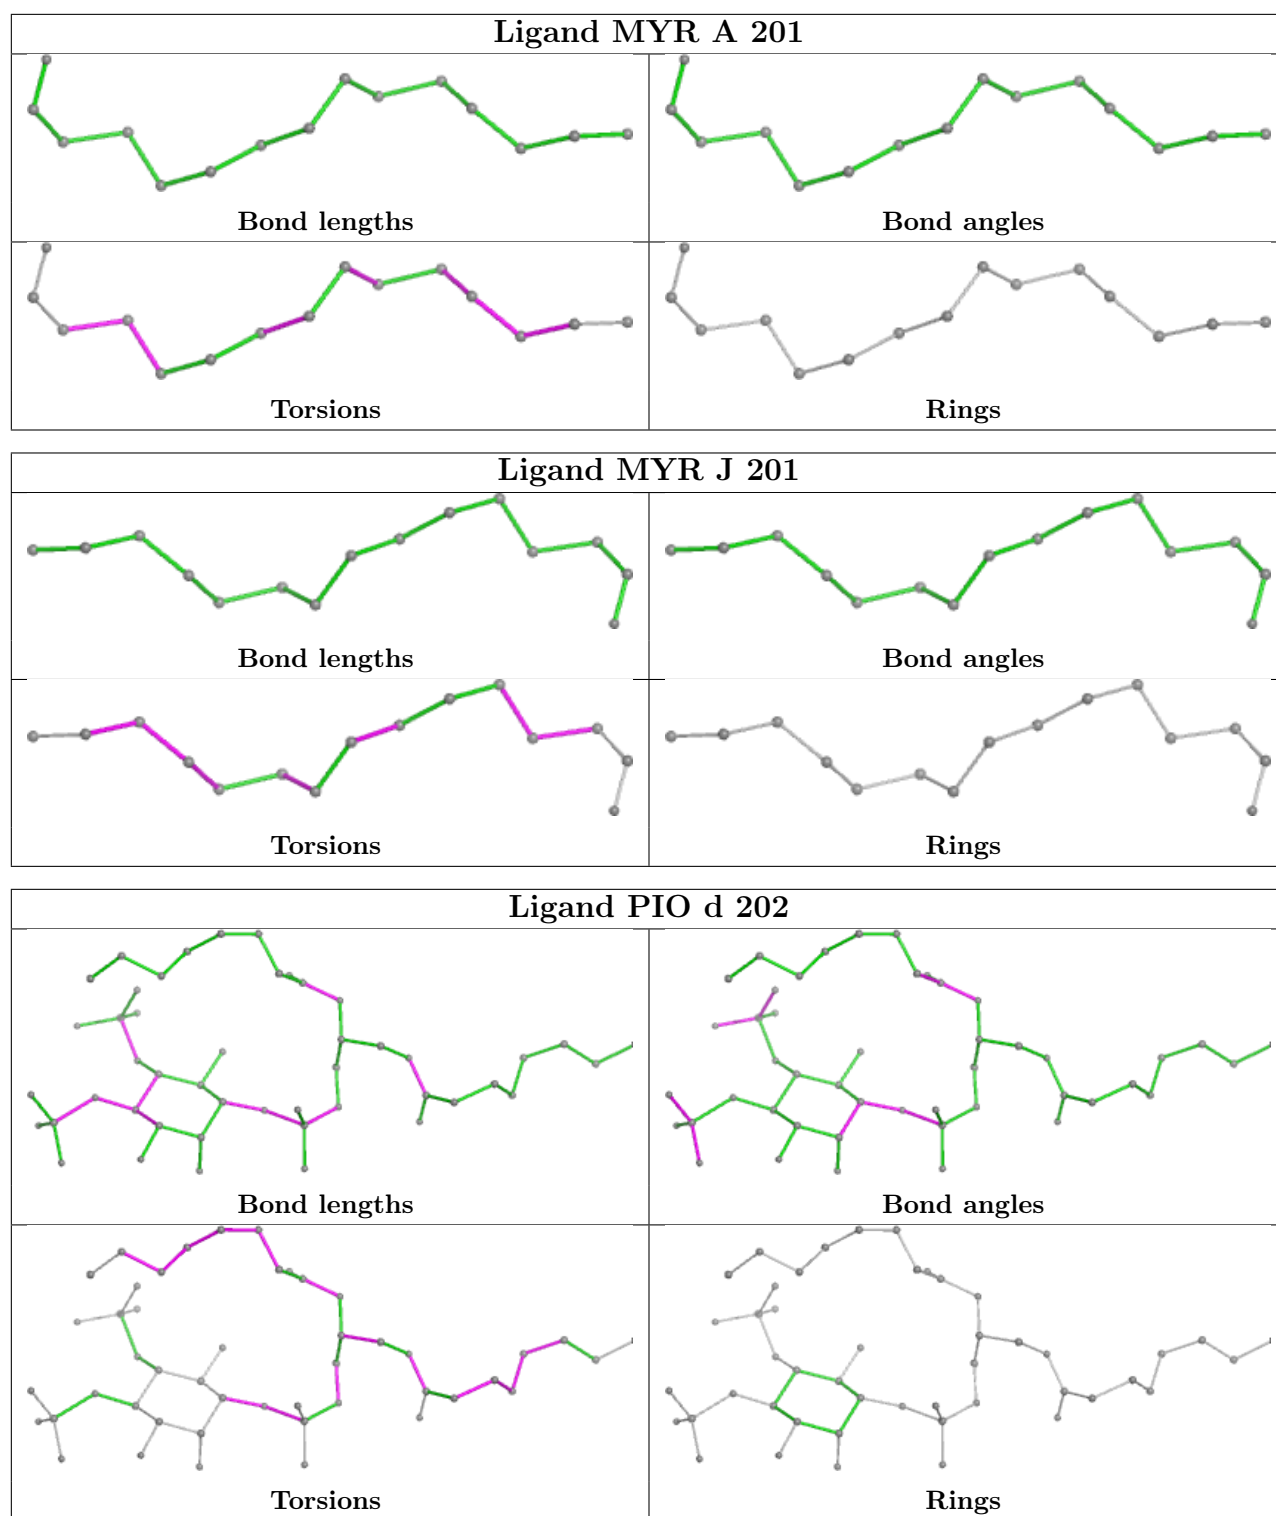 Ligand MYR A 201
Bond lengths
Bond angles
Torsions
Rings
Ligand MYR J 201
Bond lengths
Bond angles
Torsions
Rings
Ligand PIO d 202
Bond lengths
Bond angles
Torsions
Rings